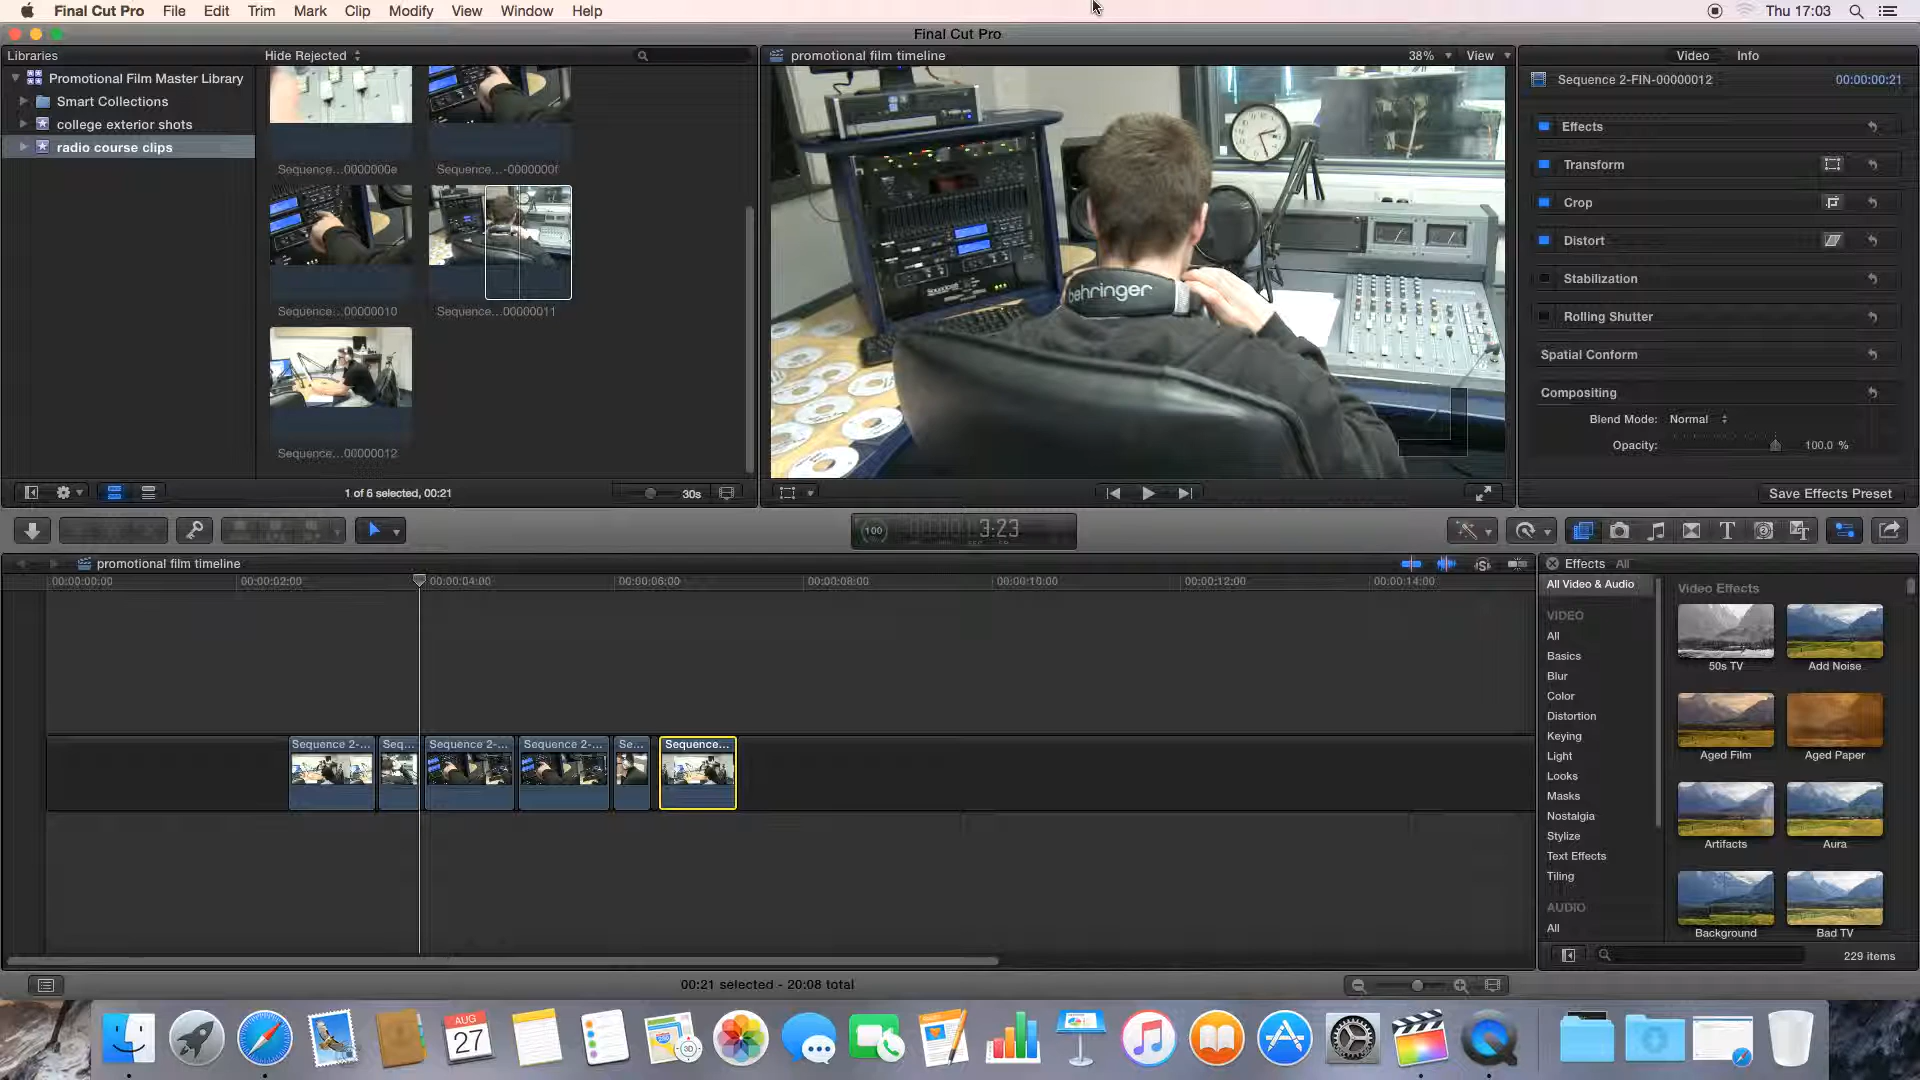 Final Cut Pro File Edit Trim Mark Clip Modify View Window Help Thu 17:03
Final Cut Pro
Libraries
Hide Rejected
promotional film timeline
38%
View
Video
Info
Promotional Film Master Library
Smart Collections
college exterior shots
radio course clips
Sequence...0000000e
Sequence...-0000000f
Sequence...00000010
Sequence...00000011
Sequence...00000012
behringer
Sequence 2-FIN-00000012
00:00:00:21
Effects
Transform
Crop
Distort
Stabilization
Rolling Shutter
Spatial Conform
Compositing
Blend Mode: Normal
Opacity: 100.0 %
1 of 6 selected, 00:21
30s
Save Effects Preset
100
3:23
promotional film timeline
00:00:00:00
00:00:02:00
00:00:04:00
00:00:06:00
00:00:08:00
00:00:10:00
00:00:12:00
00:00:14:00
Sequence 2-...
Seq...
Sequence 2-...
Sequence 2-...
Se...
Sequence...
Effects All
All Video & Audio
VIDEO
All
Basics
Blur
Color
Distortion
Keying
Light
Looks
Masks
Nostalgia
Stylize
Text Effects
Tiling
AUDIO
All
Video Effects
50s TV
Add Noise
Aged Film
Aged Paper
Artifacts
Aura
Background
Bad TV
229 items
00:21 selected - 20:08 total
AUG
27